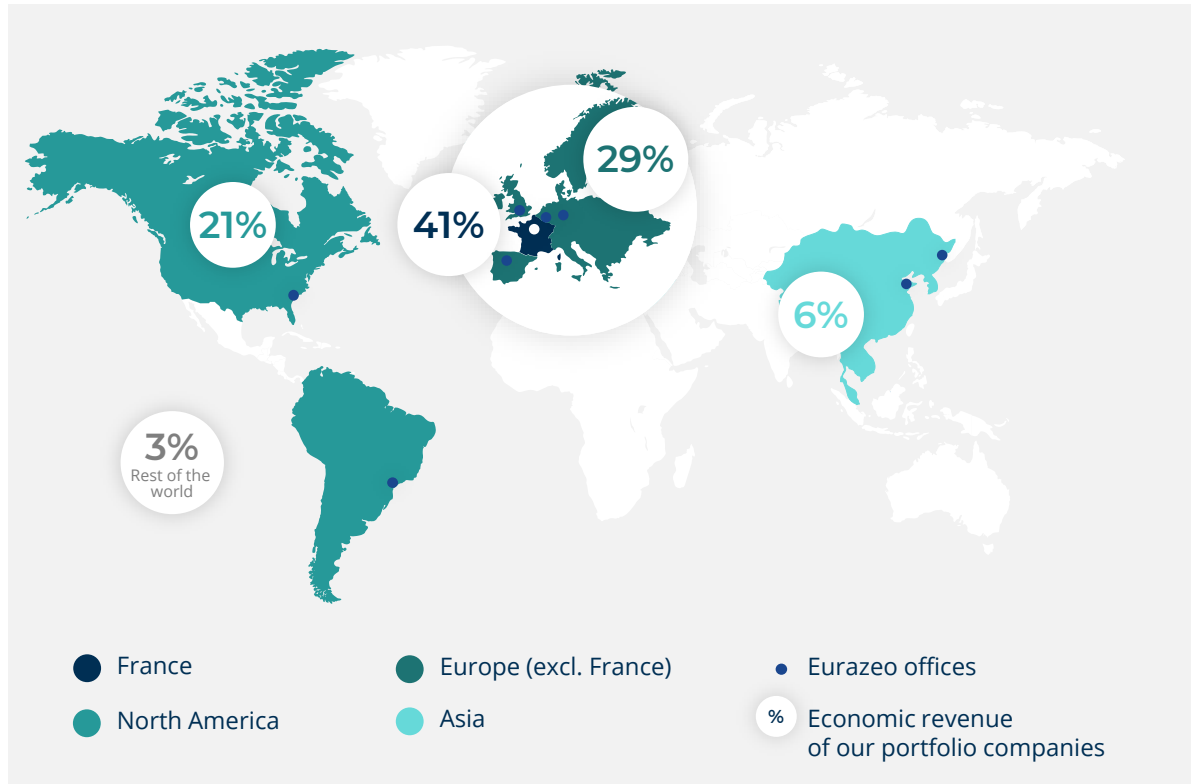 29%
21%
41%
6%
3%
Rest of the
world
France
Europe (excl. France)
Eurazeo offices
North America
Asia
%
Economic revenue
of our portfolio companies